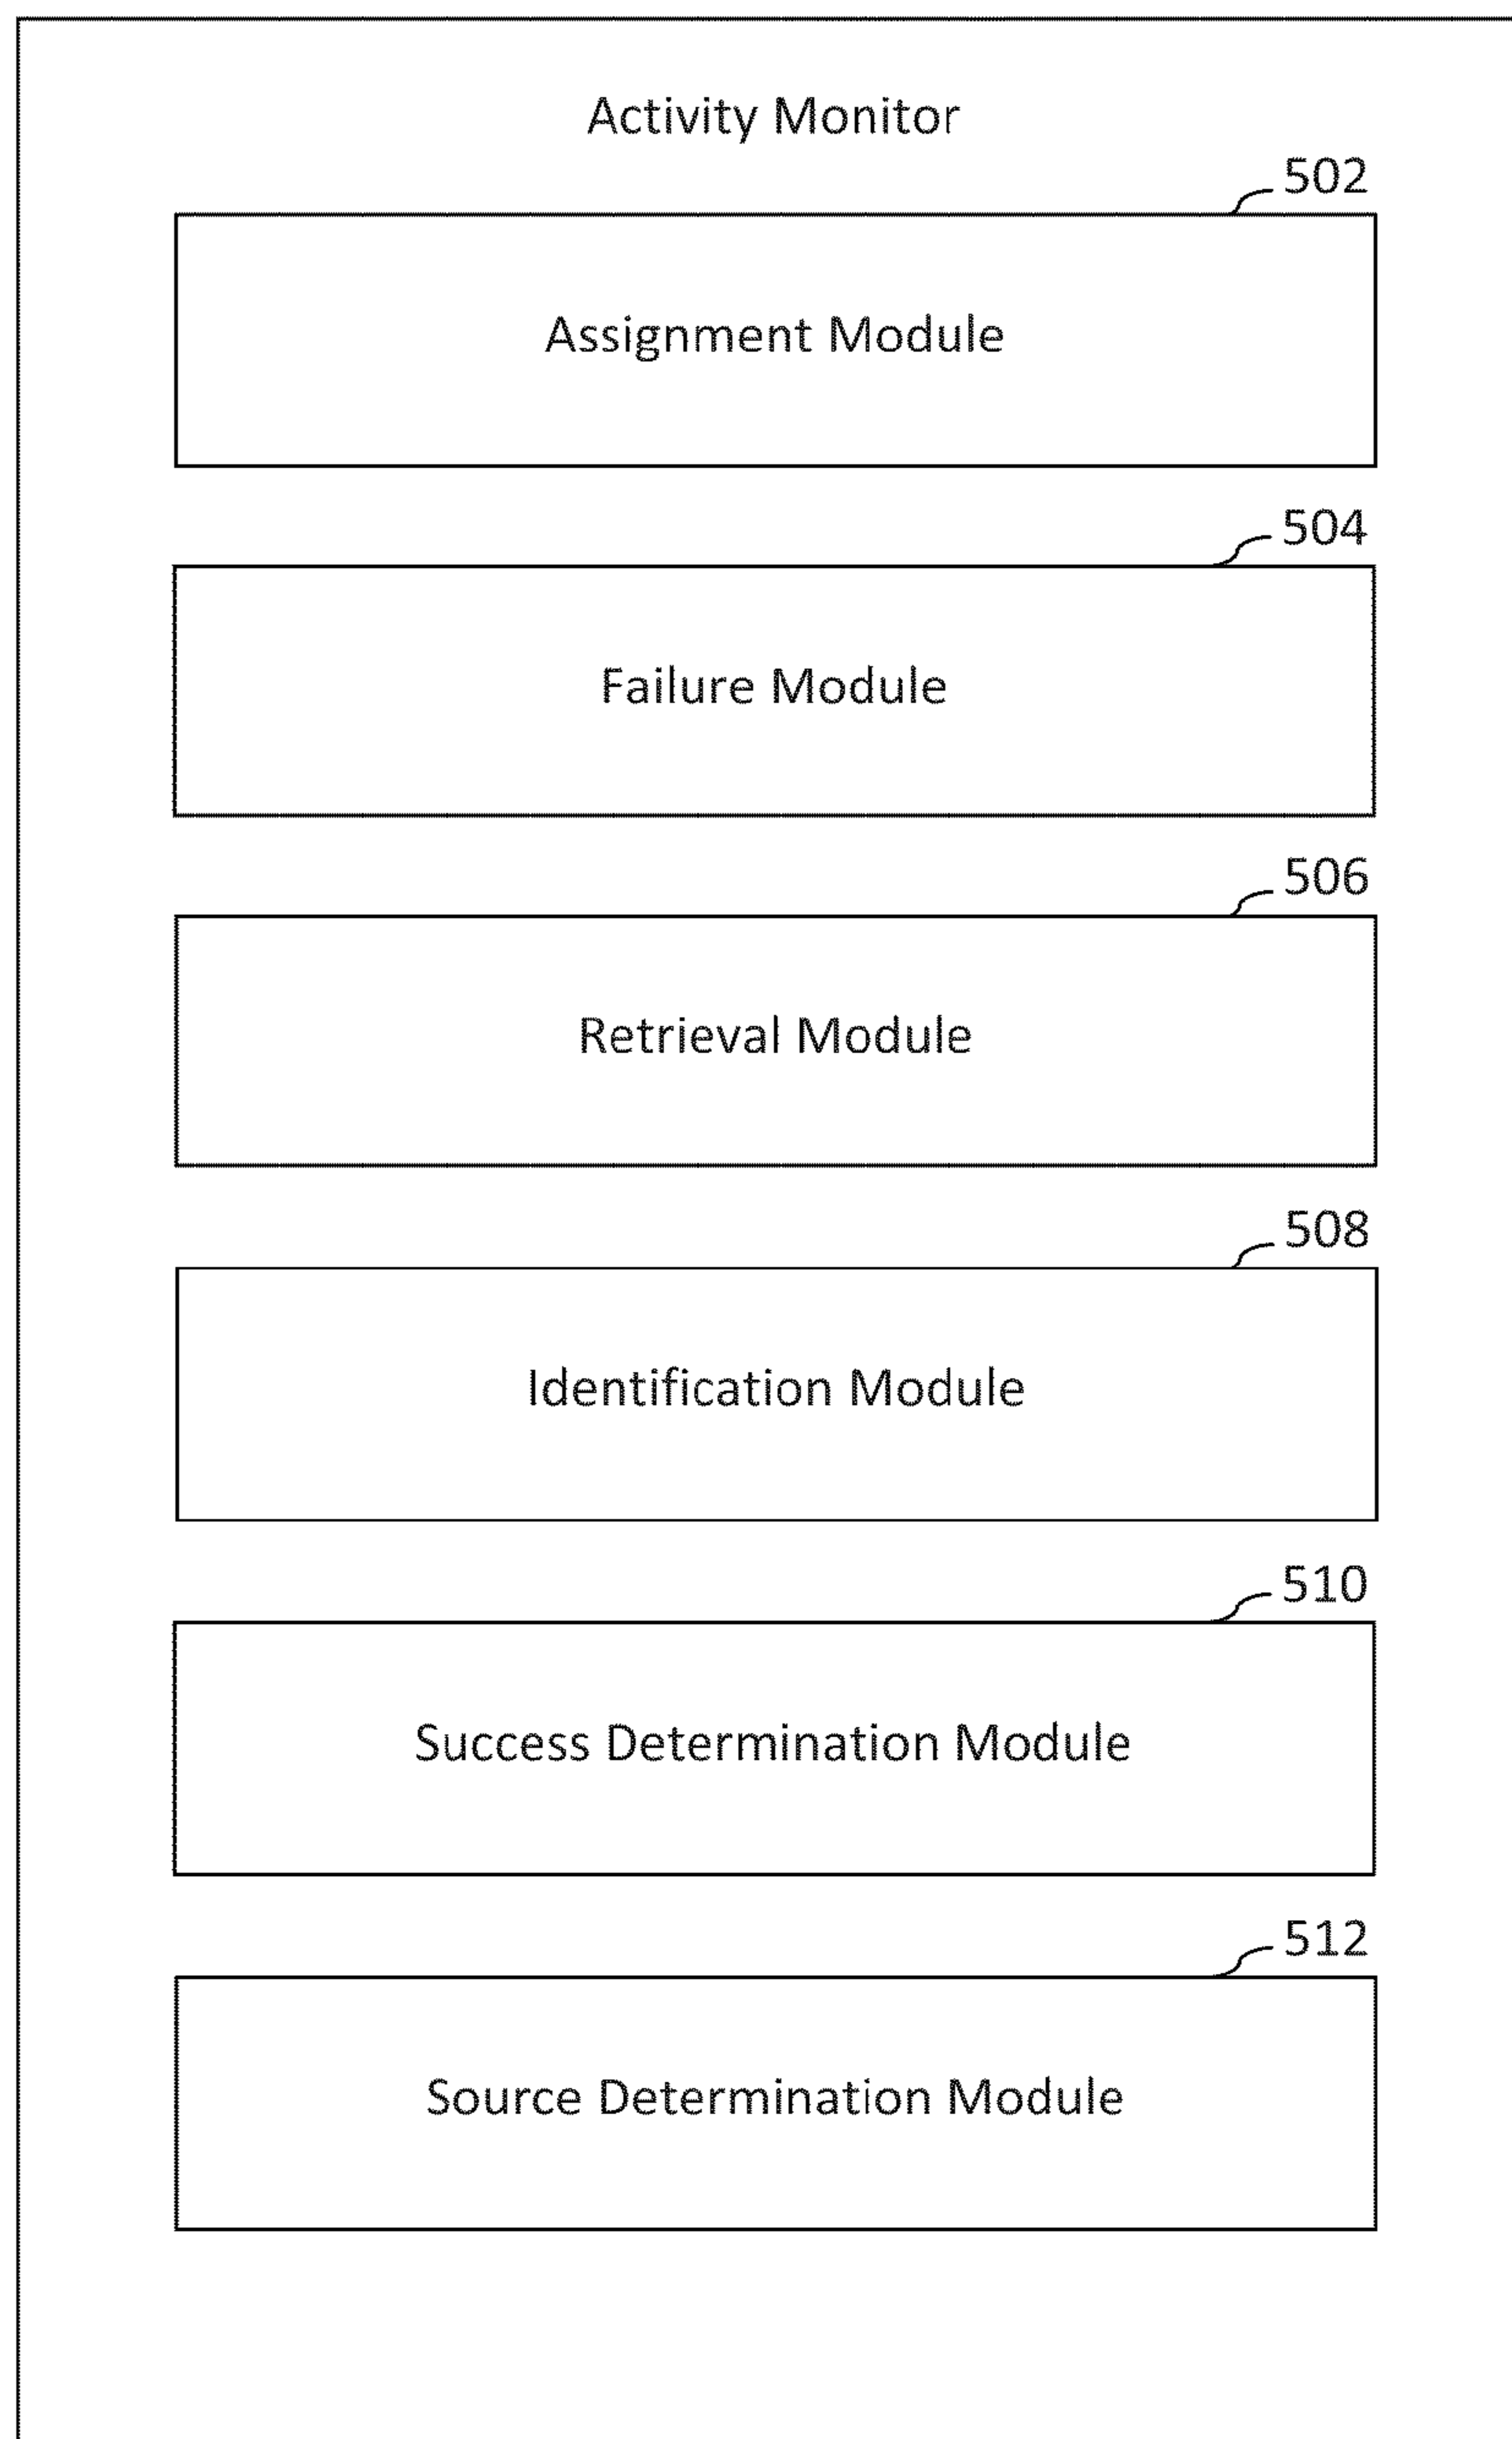 Activity Monitor
502
Assignment Module
504
Failure Module
506
Retrieval Module
508
Identification Module
510
Success Determination Module
512
Source Determination Module